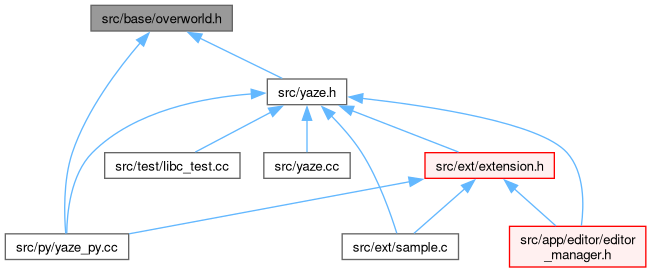 src/base/overworld.h
src/yaze.h
src/test/libc_test.cc
src/yaze.cc
src/ext/extension.h
src/py/yaze_py.cc
src/ext/sample.c
src/app/editor/editor
_manager.h